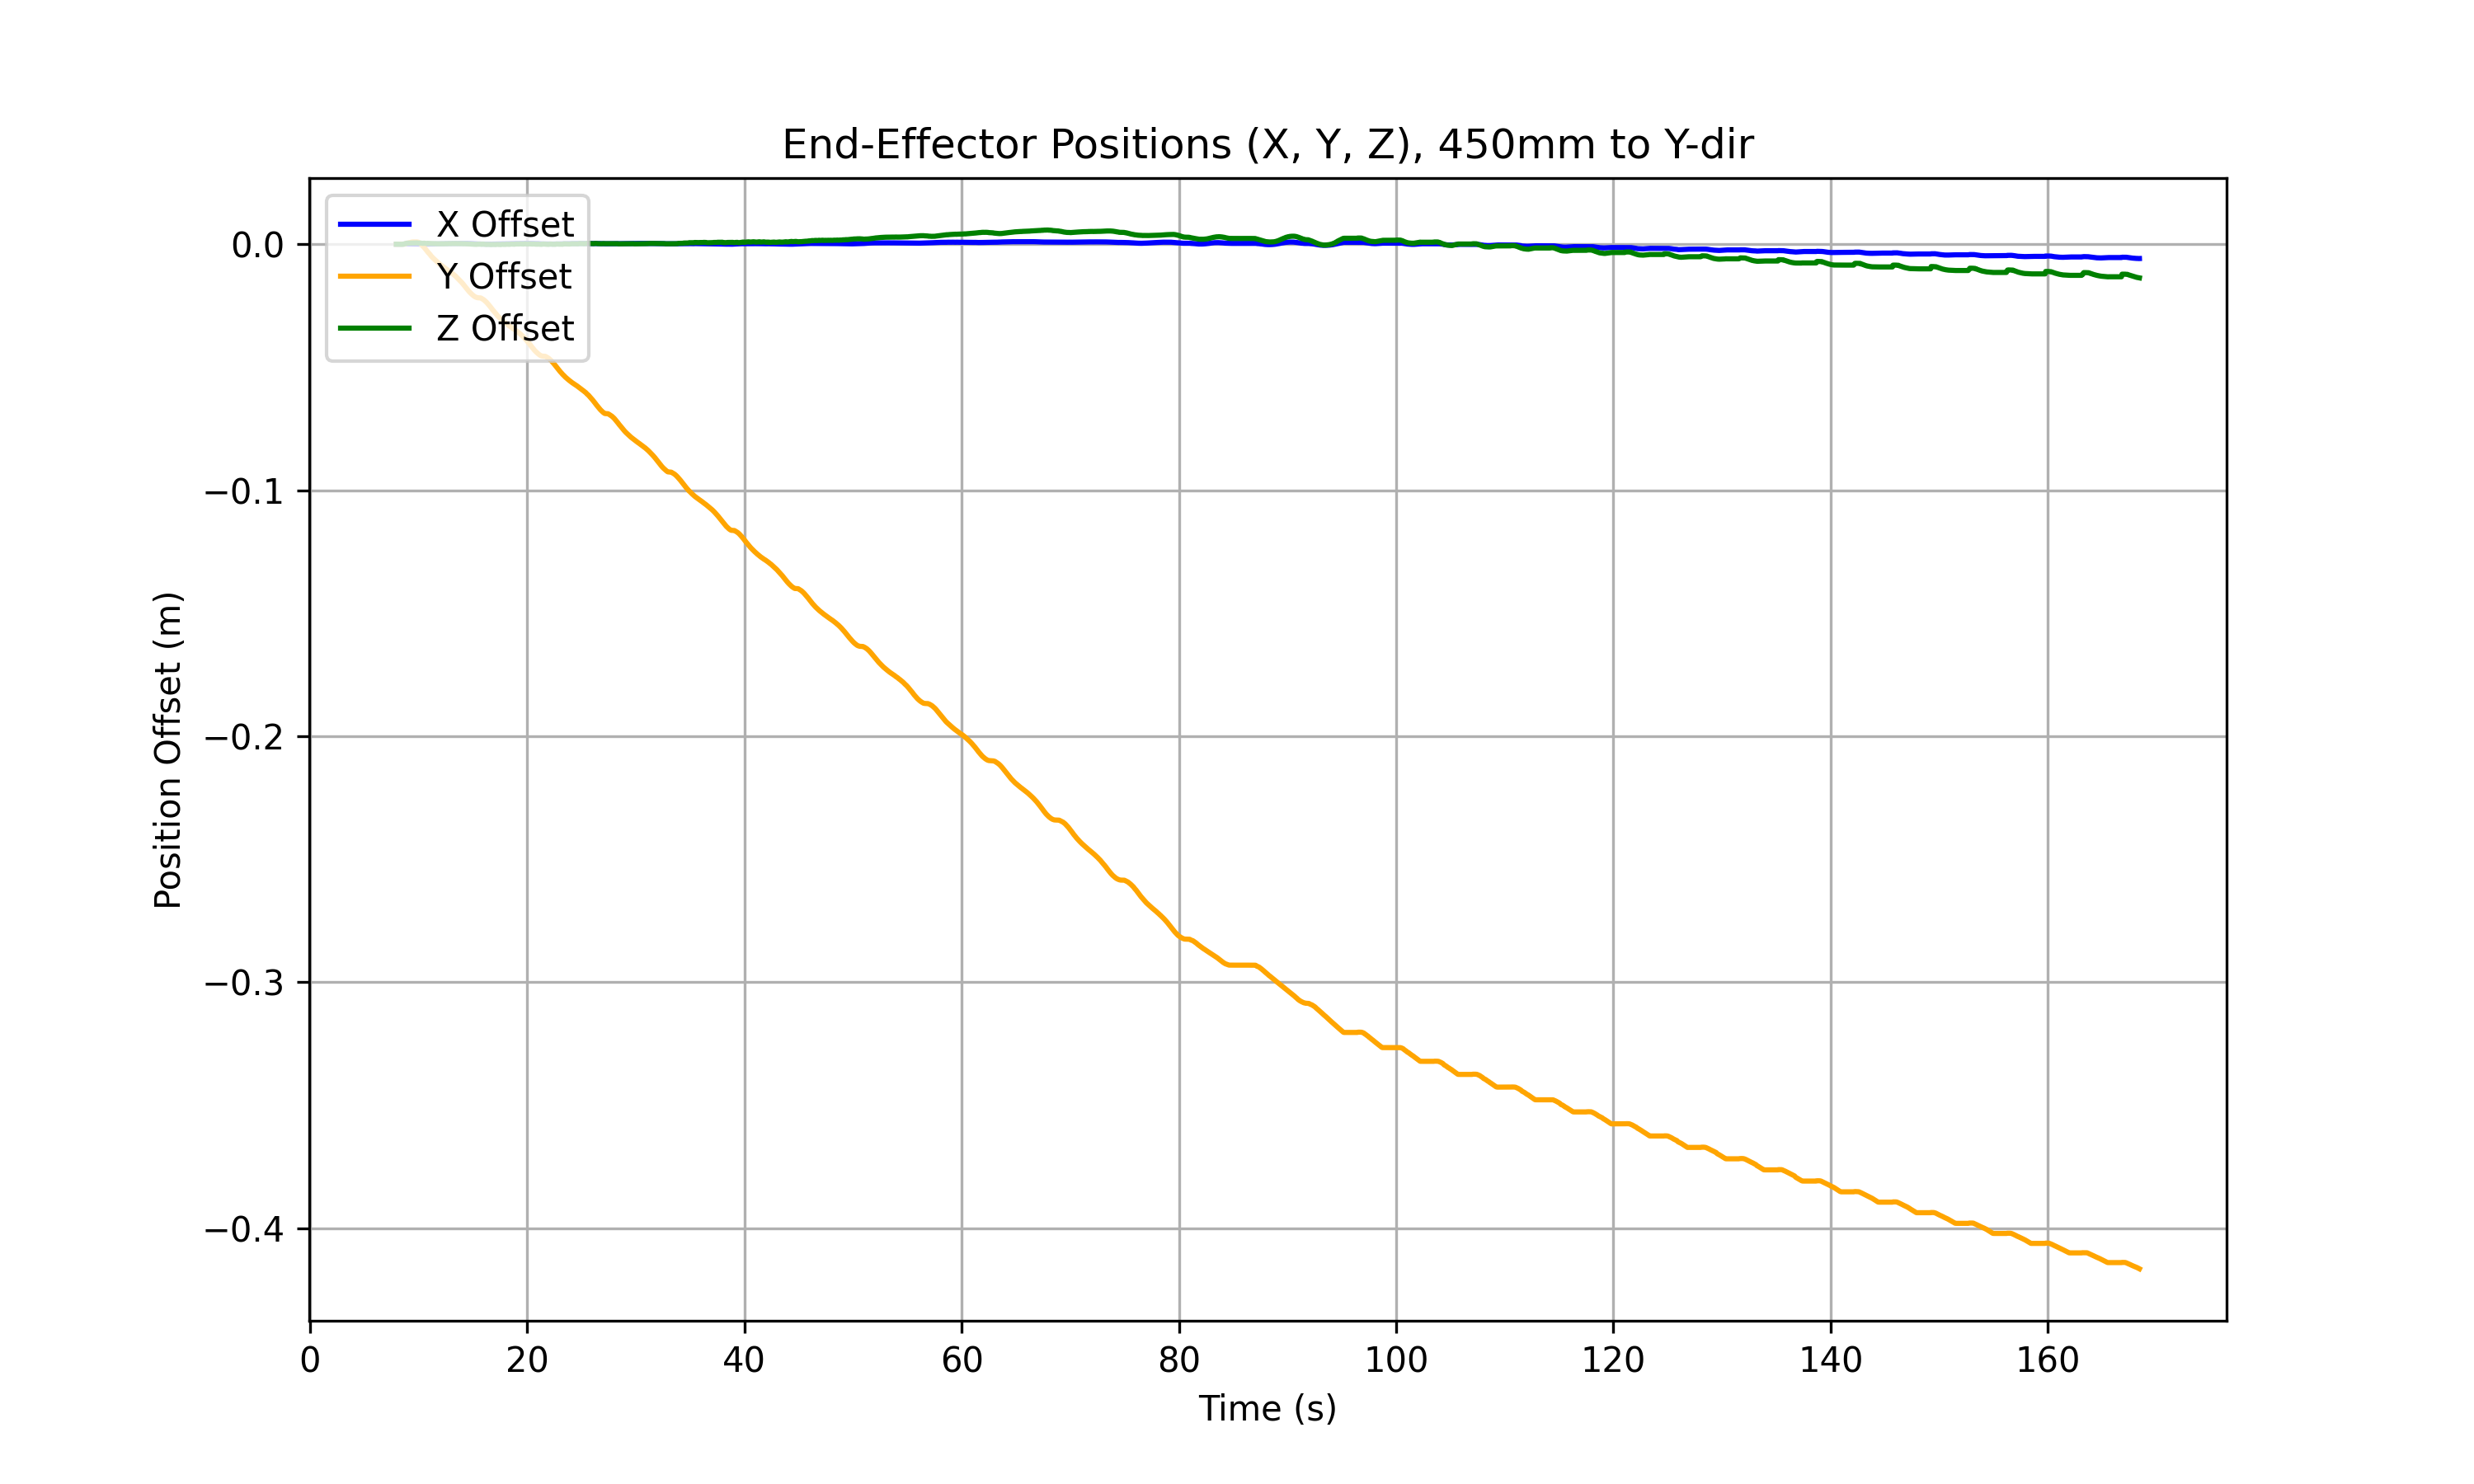 End-Effector Positions (X, Y, Z), 450mm to Y-dir
X Offset
Y Offset
Z Offset
0.0
−0.1
−0.2
−0.3
−0.4
Position Offset (m)
0 20 40 60 80 100 120 140 160
Time (s)